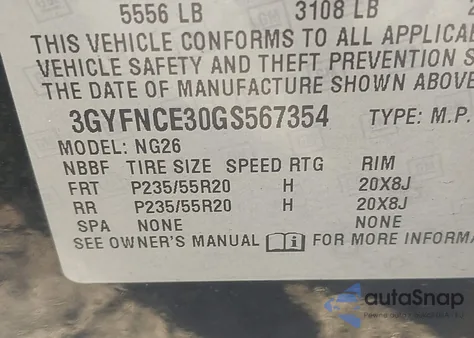 5556 LB 3108 LB 2
THIS VEHICLE CONFORMS TO ALL APPLICA
VEHICLE SAFETY AND THEFT PREVENTION S
THE DATE OF MANUFACTURE SHOWN ABOVE
3GYFNCE30GS567354 TYPE: M.P.
MODEL: NG26
NBBF TIRE SIZE SPEED RTG RIM
FRT P235/55R20 H 20X8J
RR P235/55R20 H 20X8J
SPA NONE NONE
SEE OWNER'S MANUAL i FOR MORE INFORMA
autoSnap